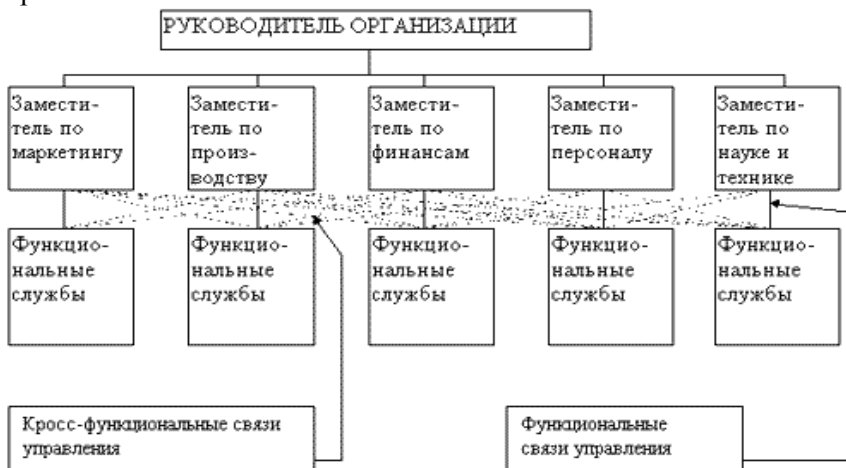 РУКОВОДИТЕЛЬ ОРГАНИЗАЦИИ
Замести-
тель по
маркетингу
Замести-
тель по
произ-
водству
Замести-
тель по
финансам
Замести-
тель по
персоналу
Замести-
тель по
науке и
технике
Функцио-
нальные
службы
Функцио-
нальные
службы
Функцио-
нальные
службы
Функцио-
нальные
службы
Функцио-
нальные
службы
Кросс-функциональные связи
управления
Функциональные
связи управления